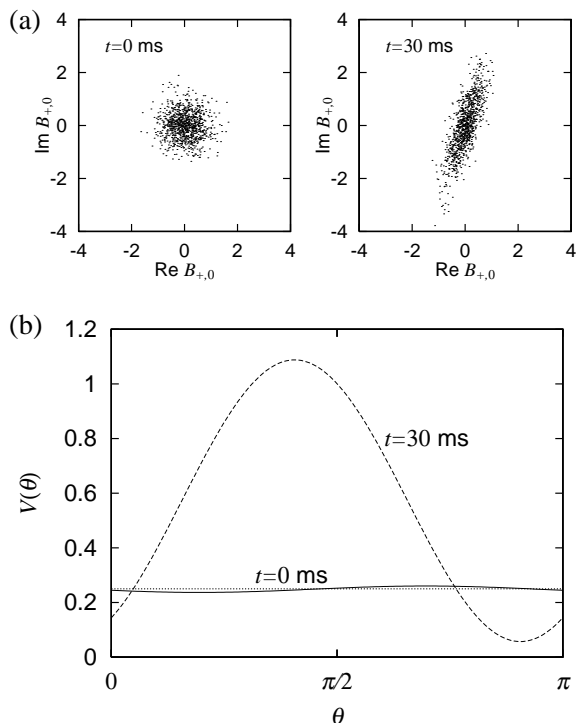 (a)
t=0 ms
Im B+,0
4
2
0
-2
-4
-4 -2 0 2 4
Re B+,0
t=30 ms
Im B+,0
4
2
0
-2
-4
-4 -2 0 2 4
Re B+,0
(b)
V(θ)
1.2
1
0.8
0.6
0.4
0.2
0
t=30 ms
t=0 ms
0 π/2 π
θ